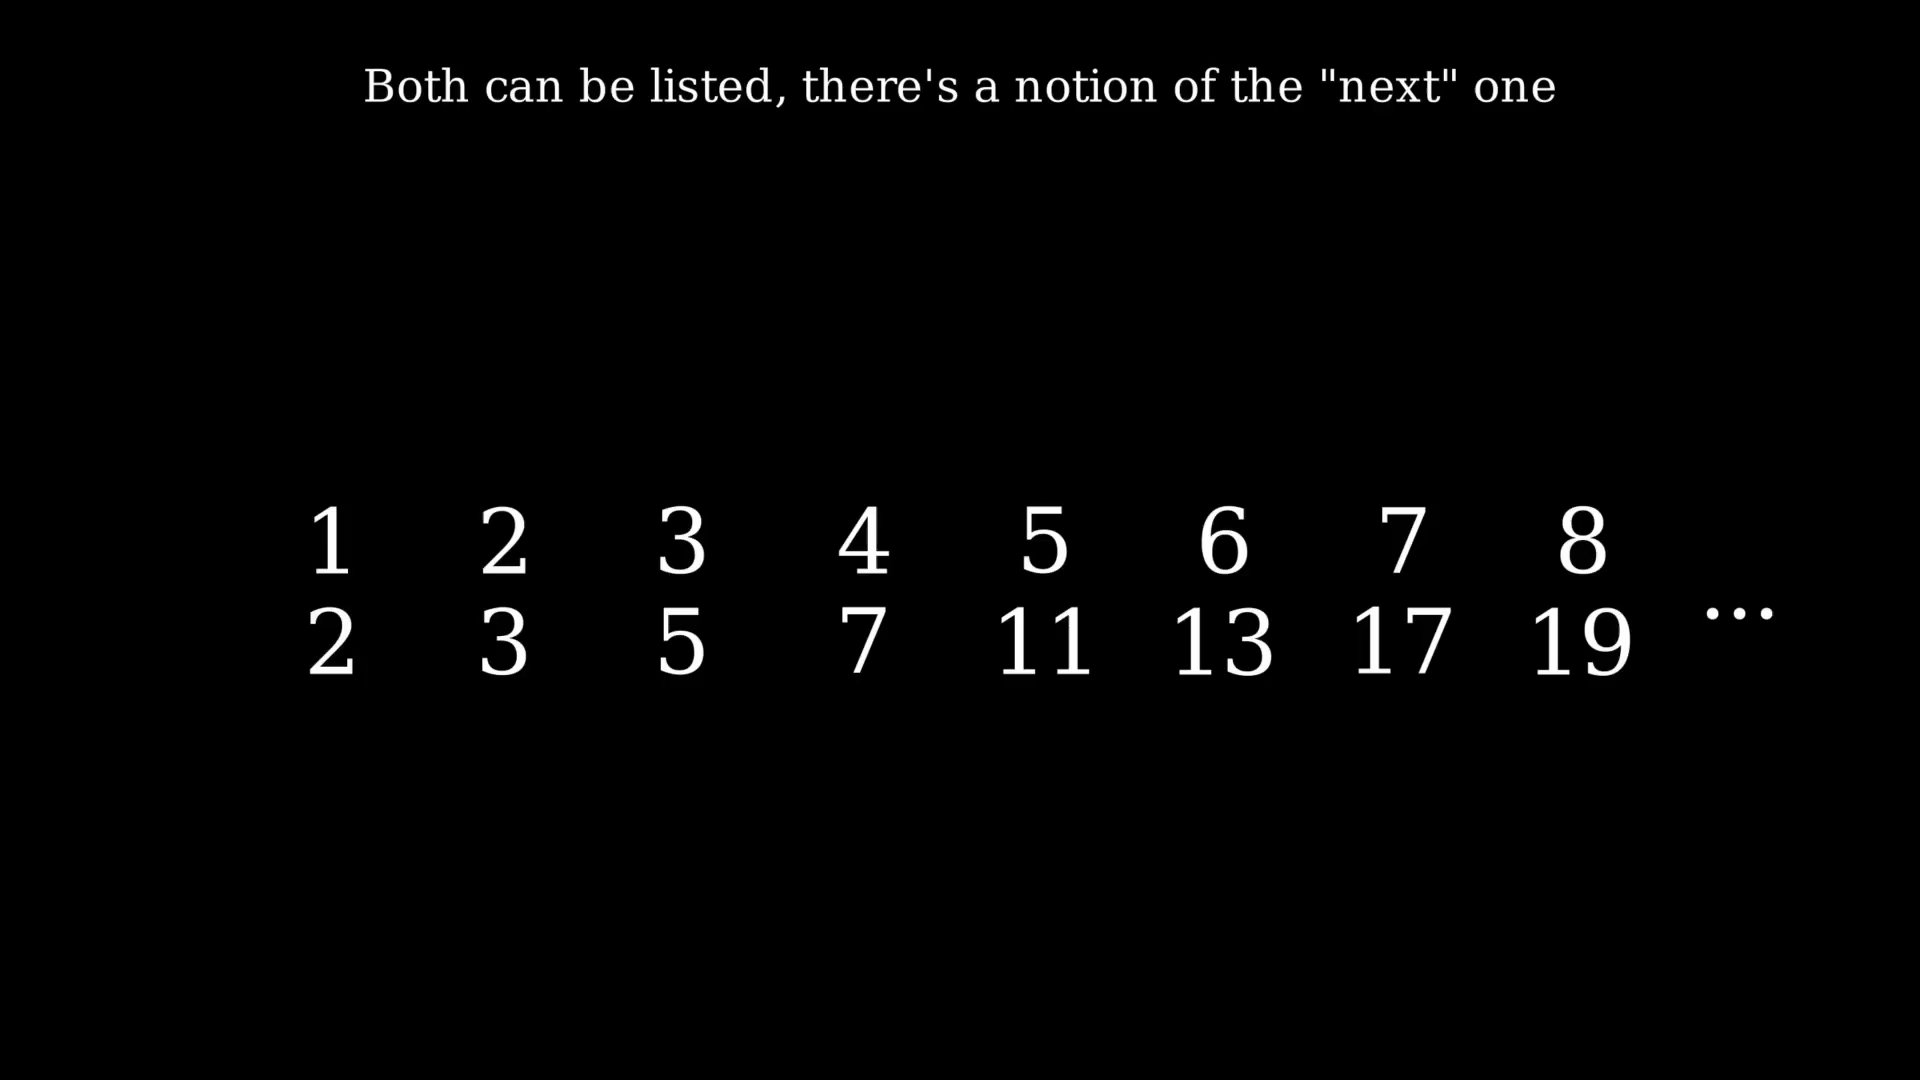 Both can be listed, there's a notion of the "next" one
1 2 3 4 5 6 7 8
2 3 5 7 11 13 17 19 ...